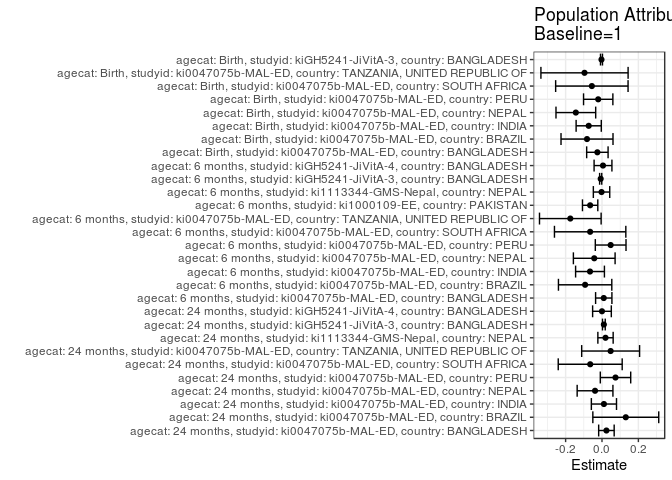 Population Attribu
Baseline=1
agecat: Birth, studyid: kiGH5241-JiVitA-3, country: BANGLADESH
agecat: Birth, studyid: ki0047075b-MAL-ED, country: TANZANIA, UNITED REPUBLIC OF
agecat: Birth, studyid: ki0047075b-MAL-ED, country: SOUTH AFRICA
agecat: Birth, studyid: ki0047075b-MAL-ED, country: PERU
agecat: Birth, studyid: ki0047075b-MAL-ED, country: NEPAL
agecat: Birth, studyid: ki0047075b-MAL-ED, country: INDIA
agecat: Birth, studyid: ki0047075b-MAL-ED, country: BRAZIL
agecat: Birth, studyid: ki0047075b-MAL-ED, country: BANGLADESH
agecat: 6 months, studyid: kiGH5241-JiVitA-4, country: BANGLADESH
agecat: 6 months, studyid: kiGH5241-JiVitA-3, country: BANGLADESH
agecat: 6 months, studyid: ki1113344-GMS-Nepal, country: NEPAL
agecat: 6 months, studyid: ki1000109-EE, country: PAKISTAN
agecat: 6 months, studyid: ki0047075b-MAL-ED, country: TANZANIA, UNITED REPUBLIC OF
agecat: 6 months, studyid: ki0047075b-MAL-ED, country: SOUTH AFRICA
agecat: 6 months, studyid: ki0047075b-MAL-ED, country: PERU
agecat: 6 months, studyid: ki0047075b-MAL-ED, country: NEPAL
agecat: 6 months, studyid: ki0047075b-MAL-ED, country: INDIA
agecat: 6 months, studyid: ki0047075b-MAL-ED, country: BRAZIL
agecat: 6 months, studyid: ki0047075b-MAL-ED, country: BANGLADESH
agecat: 24 months, studyid: kiGH5241-JiVitA-4, country: BANGLADESH
agecat: 24 months, studyid: kiGH5241-JiVitA-3, country: BANGLADESH
agecat: 24 months, studyid: ki1113344-GMS-Nepal, country: NEPAL
agecat: 24 months, studyid: ki0047075b-MAL-ED, country: TANZANIA, UNITED REPUBLIC OF
agecat: 24 months, studyid: ki0047075b-MAL-ED, country: SOUTH AFRICA
agecat: 24 months, studyid: ki0047075b-MAL-ED, country: PERU
agecat: 24 months, studyid: ki0047075b-MAL-ED, country: NEPAL
agecat: 24 months, studyid: ki0047075b-MAL-ED, country: INDIA
agecat: 24 months, studyid: ki0047075b-MAL-ED, country: BRAZIL
agecat: 24 months, studyid: ki0047075b-MAL-ED, country: BANGLADESH
-0.2 0.0 0.2
Estimate